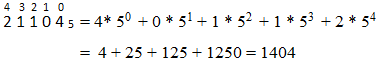 4 3 2 1 0
2 1 1 0 4 ₅ = 4* 5⁰ + 0 * 5¹ + 1 * 5² + 1 * 5³ + 2 * 5⁴
= 4 + 25 + 125 + 1250 = 1404